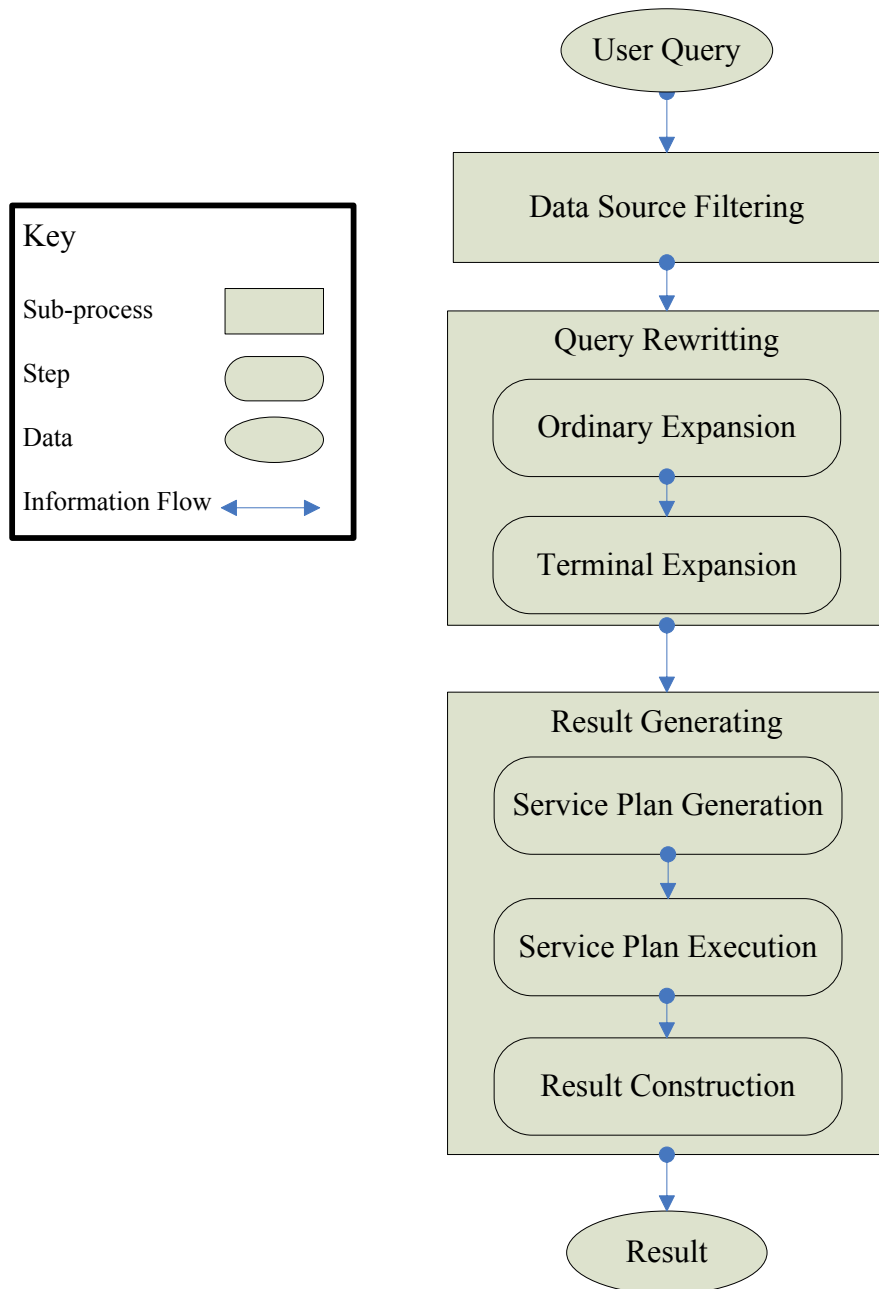 User Query
Data Source Filtering
Key
Sub-process
Step
Data
Information Flow
Query Rewritting
Ordinary Expansion
Terminal Expansion
Result Generating
Service Plan Generation
Service Plan Execution
Result Construction
Result